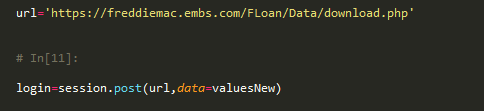 url='https://freddiemac.embs.com/FLoan/Data/download.php'
# In[11]:
login=session.post(url,data=valuesNew)